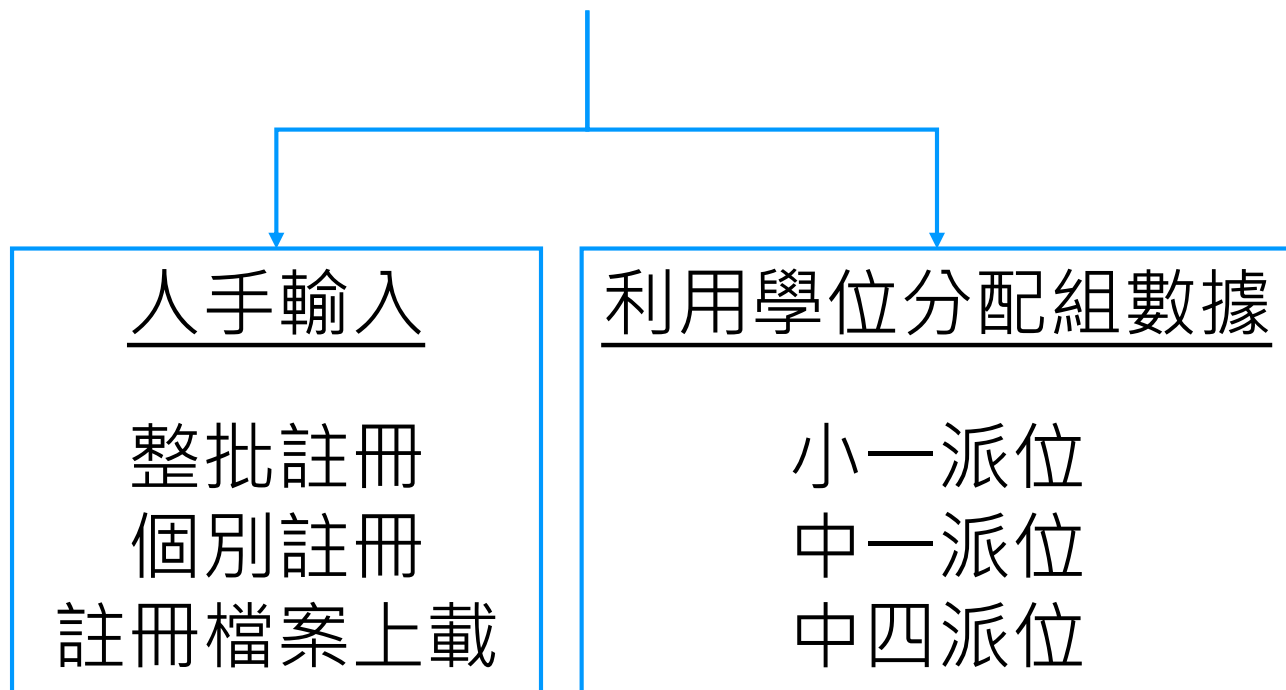 人手輸入
整批註冊
個別註冊
註冊檔案上載
利用學位分配組數據
小一派位
中一派位
中四派位